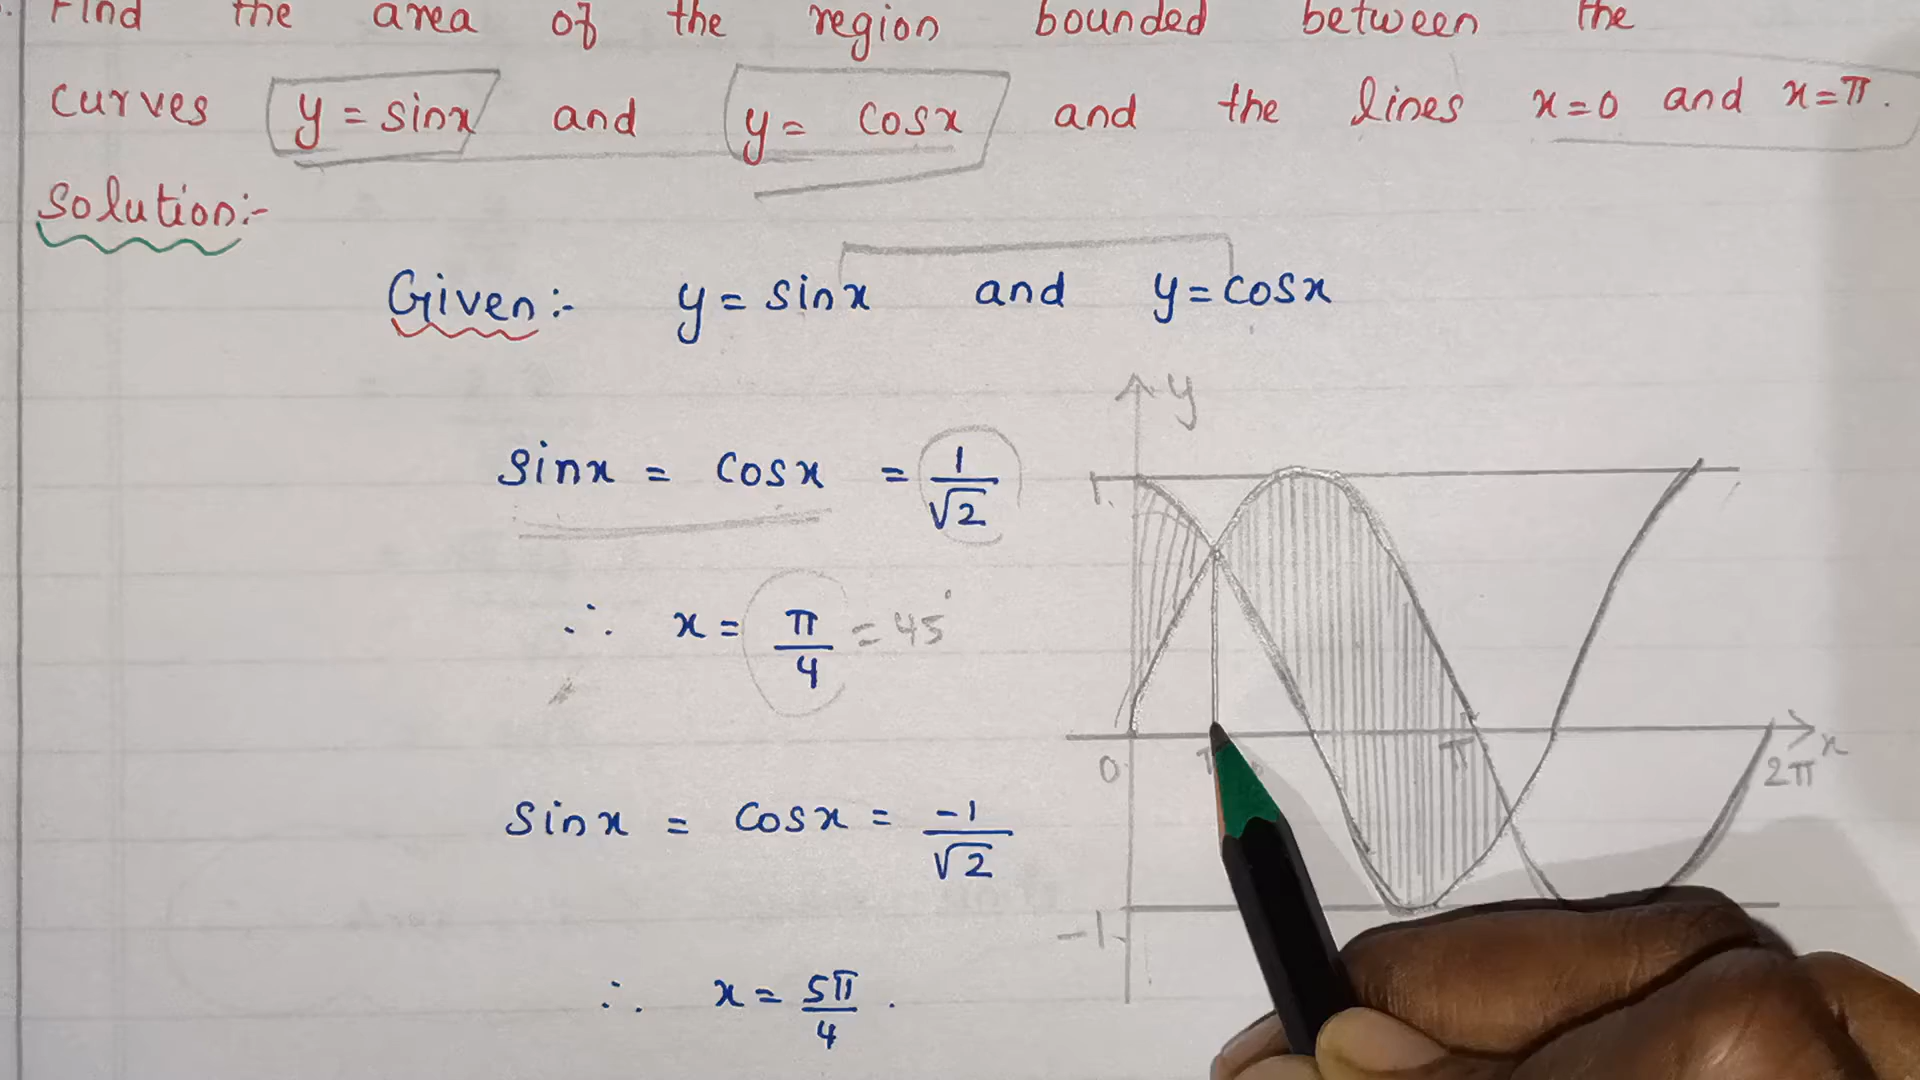 Find the area of the region bounded between the
curves y = sinx and y = cosx and the lines x=0 and x=π.
Solution:-
Given:- y = sinx and y = cosx
sinx = cosx = 1/√2
∴ x = π/4 = 45°
sinx = cosx = -1/√2
∴ x = 5π/4 .
y
1
0 π 2π x
-1